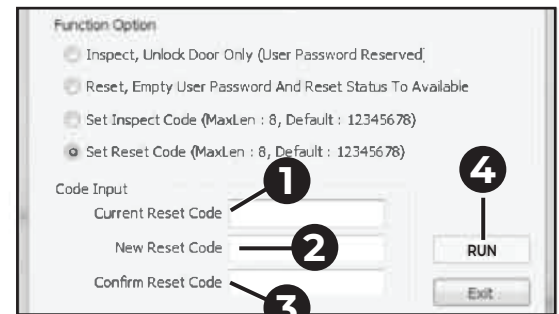 Function Option
Inspect, Unlock Door Only (User Password Reserved)
Reset, Empty User Password And Reset Status To Available
Set Inspect Code (MaxLen : 8, Default : 12345678)
Set Reset Code (MaxLen : 8, Default : 12345678)
Code Input
1
4
Current Reset Code
New Reset Code 2 RUN
Confirm Reset Code 3 Exit